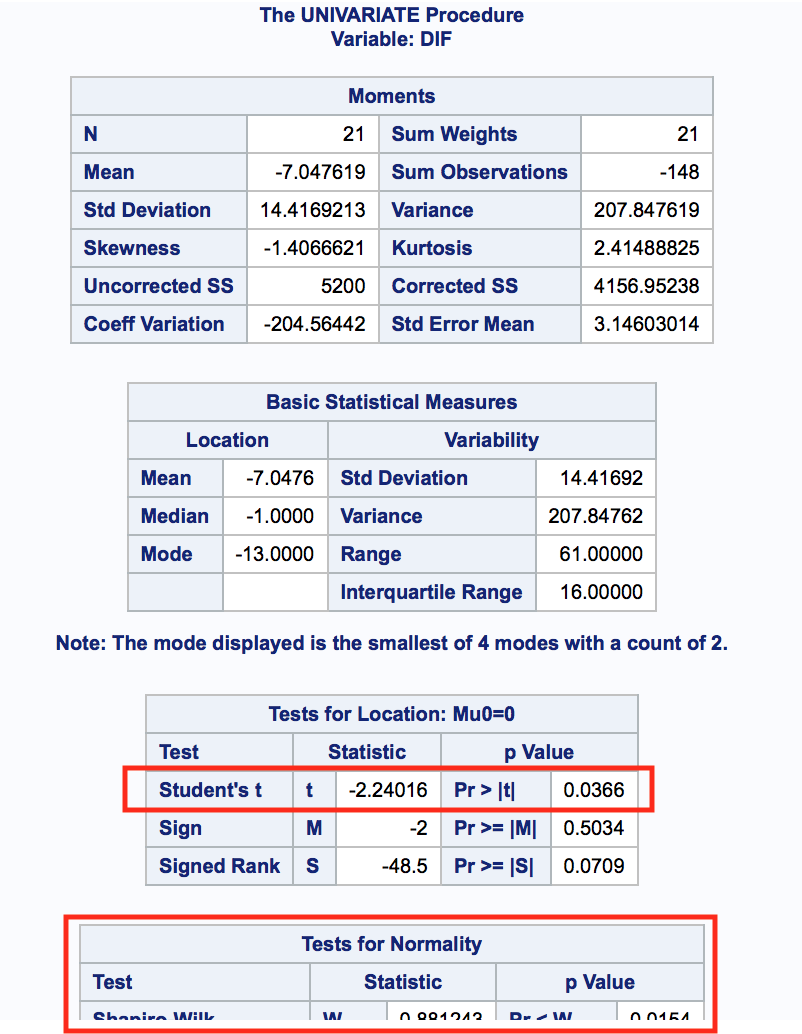 The UNIVARIATE Procedure
Variable: DIF
Moments
N 21 Sum Weights 21
Mean -7.047619 Sum Observations -148
Std Deviation 14.4169213 Variance 207.847619
Skewness -1.4066621 Kurtosis 2.41488825
Uncorrected SS 5200 Corrected SS 4156.95238
Coeff Variation -204.56442 Std Error Mean 3.14603014
Basic Statistical Measures
Location Variability
Mean -7.0476 Std Deviation 14.41692
Median -1.0000 Variance 207.84762
Mode -13.0000 Range 61.00000
Interquartile Range 16.00000
Note: The mode displayed is the smallest of 4 modes with a count of 2.
Tests for Location: Mu0=0
Test Statistic p Value
Student's t t -2.24016 Pr > |t| 0.0366
Sign M -2 Pr >= |M| 0.5034
Signed Rank S -48.5 Pr >= |S| 0.0709
Tests for Normality
Test Statistic p Value
Shapiro-Wilk W 0.881243 Pr < W 0.0154